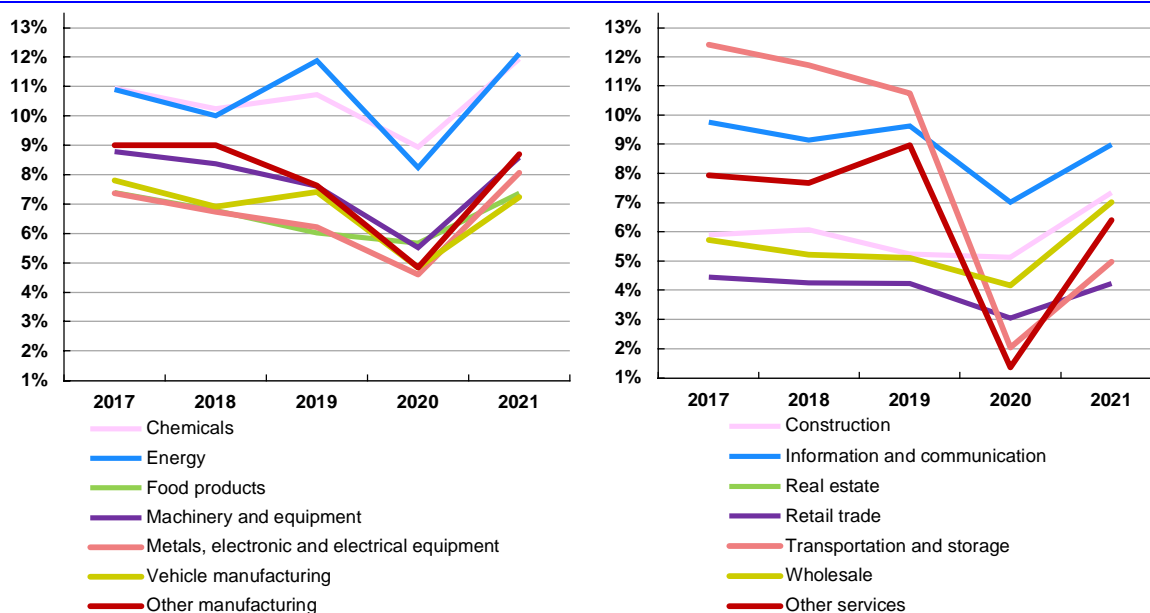 13%
12%
11%
10%
9%
8%
7%
6%
5%
4%
3%
2%
1%
2017 2018 2019 2020 2021
Chemicals
Energy
Food products
Machinery and equipment
Metals, electronic and electrical equipment
Vehicle manufacturing
Other manufacturing
13%
12%
11%
10%
9%
8%
7%
6%
5%
4%
3%
2%
1%
2017 2018 2019 2020 2021
Construction
Information and communication
Real estate
Retail trade
Transportation and storage
Wholesale
Other services